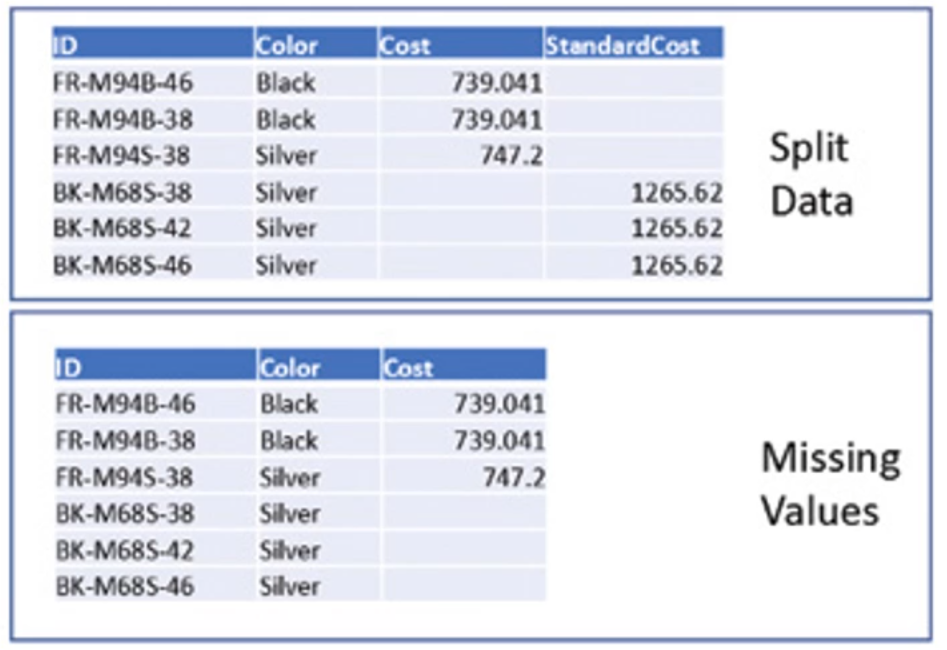 ID Color Cost StandardCost
FR-M94B-46 Black 739.041
FR-M94B-38 Black 739.041
FR-M94S-38 Silver 747.2
BK-M68S-38 Silver 1265.62
BK-M68S-42 Silver 1265.62
BK-M68S-46 Silver 1265.62
Split
Data
ID Color Cost
FR-M94B-46 Black 739.041
FR-M94B-38 Black 739.041
FR-M94S-38 Silver 747.2
BK-M68S-38 Silver
BK-M68S-42 Silver
BK-M68S-46 Silver
Missing
Values